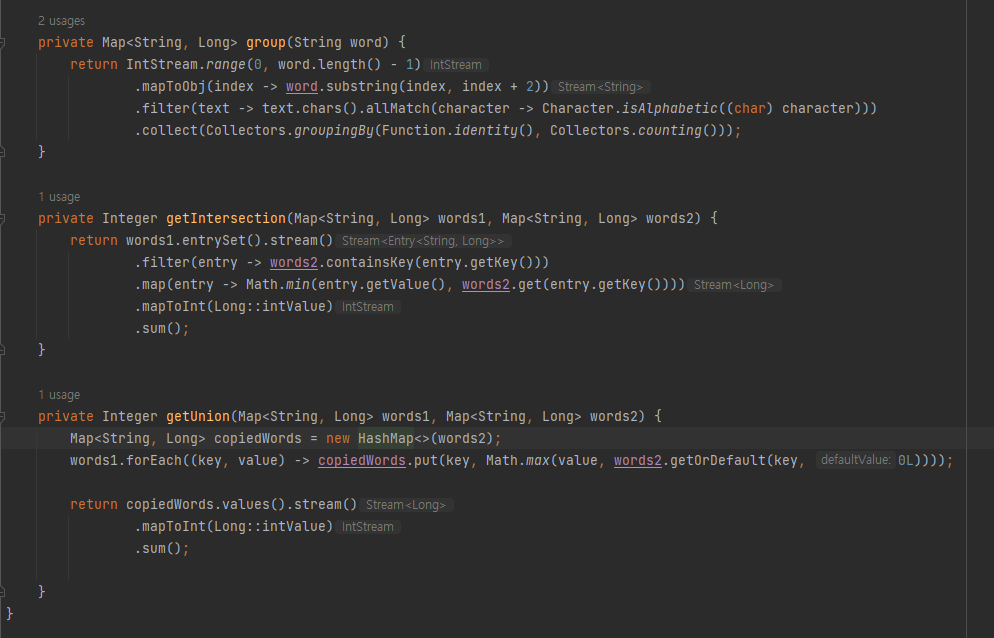 2 usages
private Map<String, Long> group(String word) {
return IntStream.range(0, word.length() - 1) IntStream
.mapToObj(index -> word.substring(index, index + 2)) Stream<String>
.filter(text -> text.chars().allMatch(character -> Character.isAlphabetic((char) character)))
.collect(Collectors.groupingBy(Function.identity(), Collectors.counting()));
}
1 usage
private Integer getIntersection(Map<String, Long> words1, Map<String, Long> words2) {
return words1.entrySet().stream() Stream<Entry<String, Long>>
.filter(entry -> words2.containsKey(entry.getKey()))
.map(entry -> Math.min(entry.getValue(), words2.get(entry.getKey()))) Stream<Long>
.mapToInt(Long::intValue) IntStream
.sum();
}
1 usage
private Integer getUnion(Map<String, Long> words1, Map<String, Long> words2) {
Map<String, Long> copiedWords = new HashMap<>(words2);
words1.forEach((key, value) -> copiedWords.put(key, Math.max(value, words2.getOrDefault(key, defaultValue: 0L))));
return copiedWords.values().stream() Stream<Long>
.mapToInt(Long::intValue) IntStream
.sum();
}
}